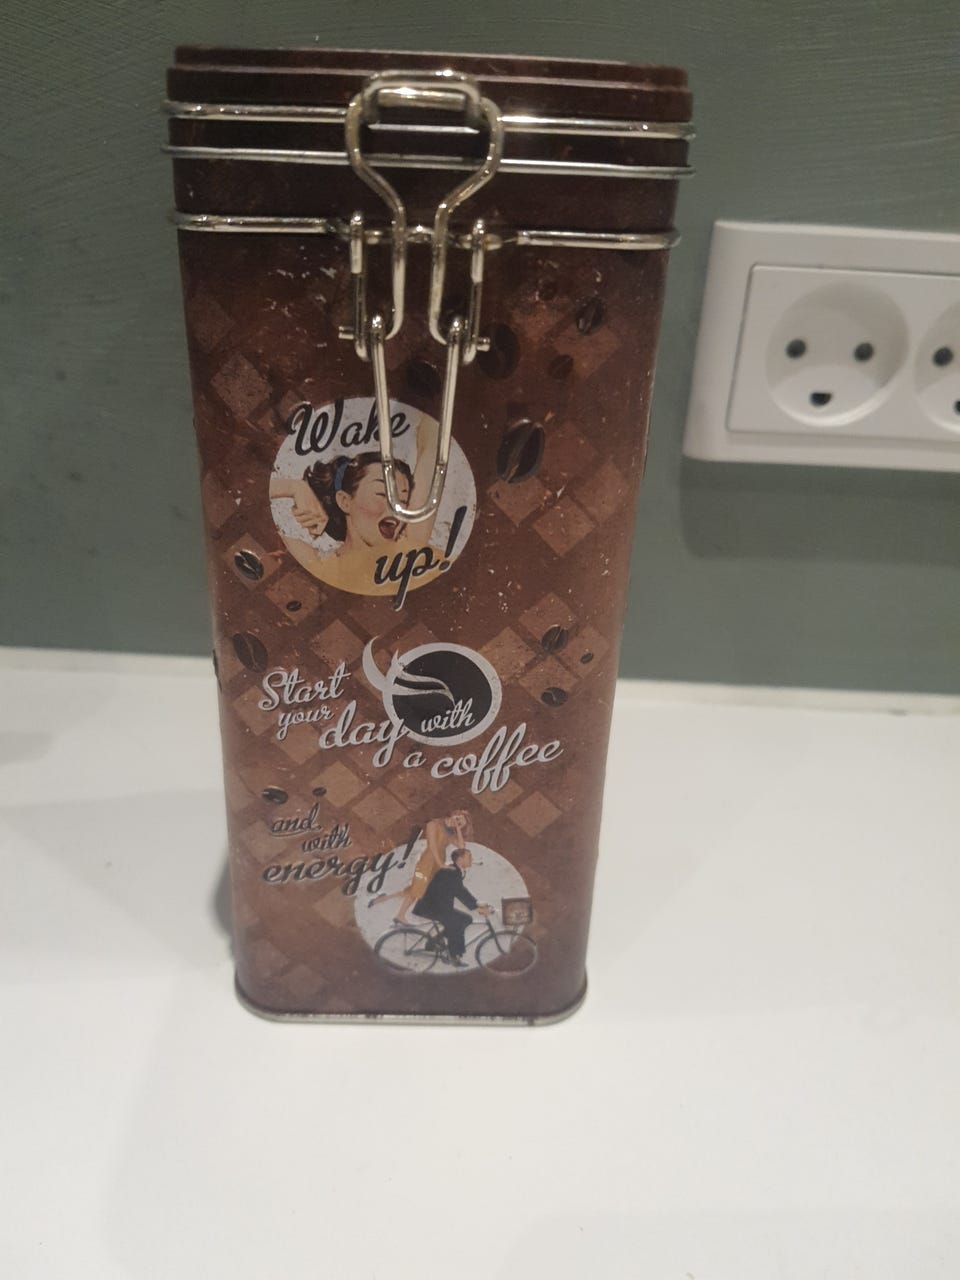 Wake
up!
Start
your
day with
a coffee
and
with
energy!